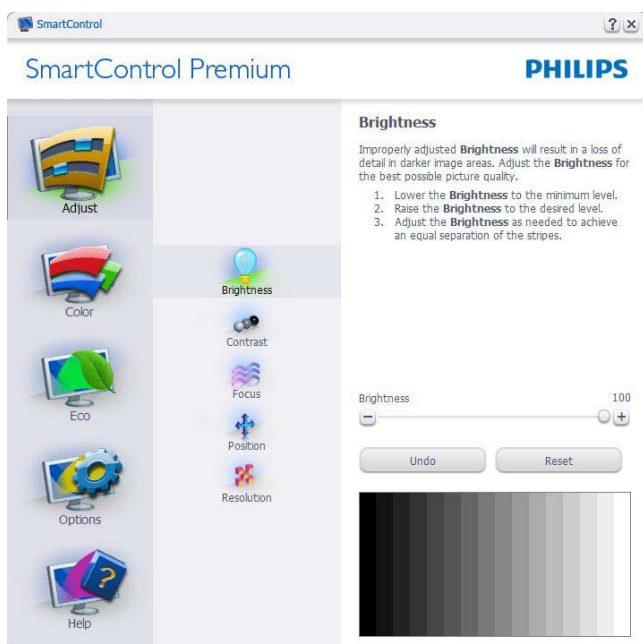 SmartControl
SmartControl Premium
PHILIPS
Adjust
Color
Eco
Options
Help
Brightness
Contrast
Focus
Position
Resolution
Brightness
Improperly adjusted Brightness will result in a loss of
detail in darker image areas. Adjust the Brightness for
the best possible picture quality.
1. Lower the Brightness to the minimum level.
2. Raise the Brightness to the desired level.
3. Adjust the Brightness as needed to achieve
an equal separation of the stripes.
Brightness 100
Undo Reset